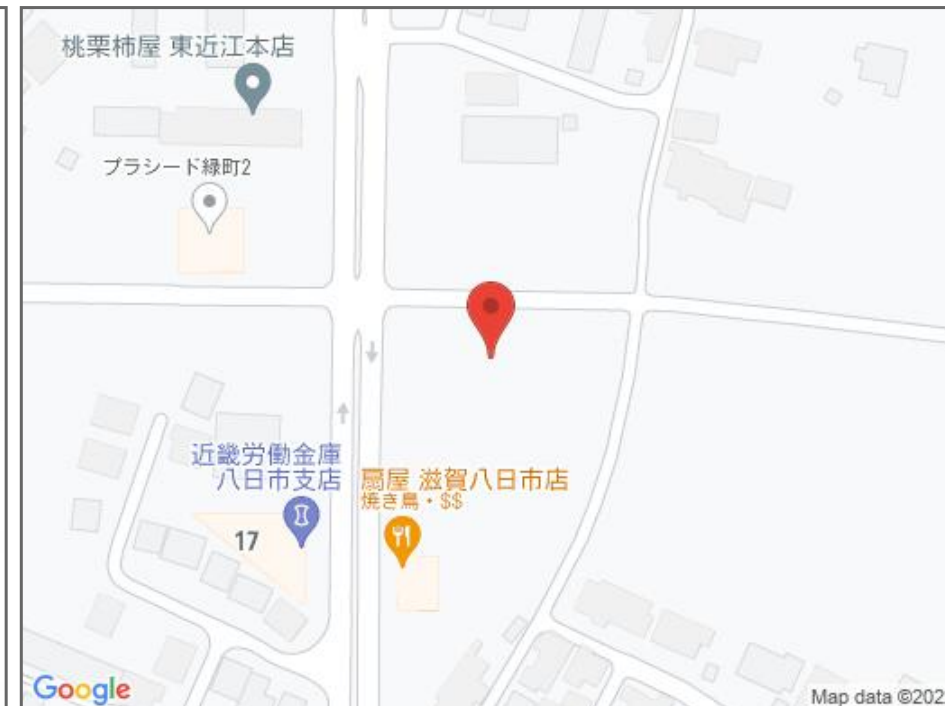 桃栗柿屋 東近江本店
プラシード緑町2
近畿労働金庫
八日市支店
扇屋 滋賀八日市店
焼き鳥・$$
17
Google
Map data ©202